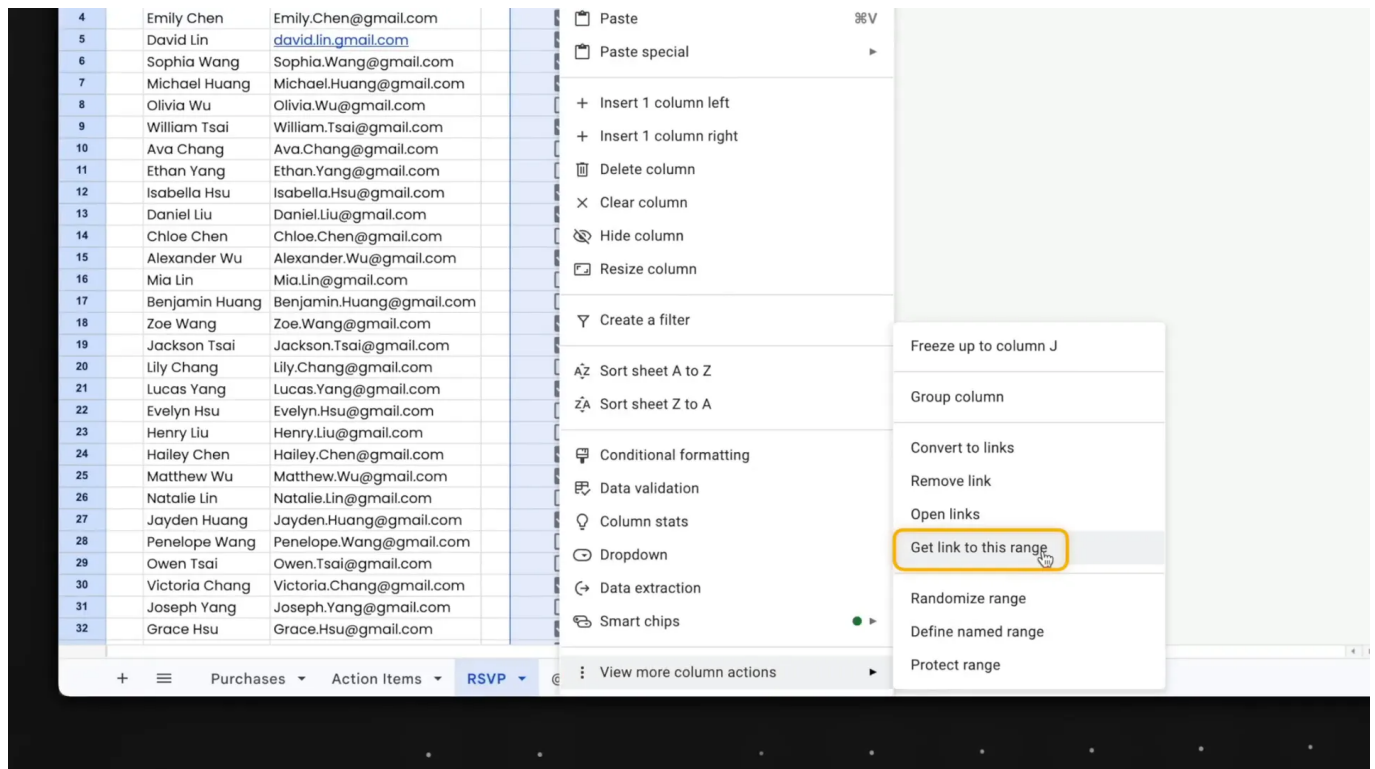 4 Emily Chen Emily.Chen@gmail.com
5 David Lin david.lin.gmail.com
6 Sophia Wang Sophia.Wang@gmail.com
7 Michael Huang Michael.Huang@gmail.com
8 Olivia Wu Olivia.Wu@gmail.com
9 William Tsai William.Tsai@gmail.com
10 Ava Chang Ava.Chang@gmail.com
11 Ethan Yang Ethan.Yang@gmail.com
12 Isabella Hsu Isabella.Hsu@gmail.com
13 Daniel Liu Daniel.Liu@gmail.com
14 Chloe Chen Chloe.Chen@gmail.com
15 Alexander Wu Alexander.Wu@gmail.com
16 Mia Lin Mia.Lin@gmail.com
17 Benjamin Huang Benjamin.Huang@gmail.com
18 Zoe Wang Zoe.Wang@gmail.com
19 Jackson Tsai Jackson.Tsai@gmail.com
20 Lily Chang Lily.Chang@gmail.com
21 Lucas Yang Lucas.Yang@gmail.com
22 Evelyn Hsu Evelyn.Hsu@gmail.com
23 Henry Liu Henry.Liu@gmail.com
24 Hailey Chen Hailey.Chen@gmail.com
25 Matthew Wu Matthew.Wu@gmail.com
26 Natalie Lin Natalie.Lin@gmail.com
27 Jayden Huang Jayden.Huang@gmail.com
28 Penelope Wang Penelope.Wang@gmail.com
29 Owen Tsai Owen.Tsai@gmail.com
30 Victoria Chang Victoria.Chang@gmail.com
31 Joseph Yang Joseph.Yang@gmail.com
32 Grace Hsu Grace.Hsu@gmail.com
Purchases Action Items RSVP
Paste ⌘V
Paste special
Insert 1 column left
Insert 1 column right
Delete column
Clear column
Hide column
Resize column
Create a filter
Sort sheet A to Z
Sort sheet Z to A
Conditional formatting
Data validation
Column stats
Dropdown
Data extraction
Smart chips
View more column actions
Freeze up to column J
Group column
Convert to links
Remove link
Open links
Get link to this range
Randomize range
Define named range
Protect range